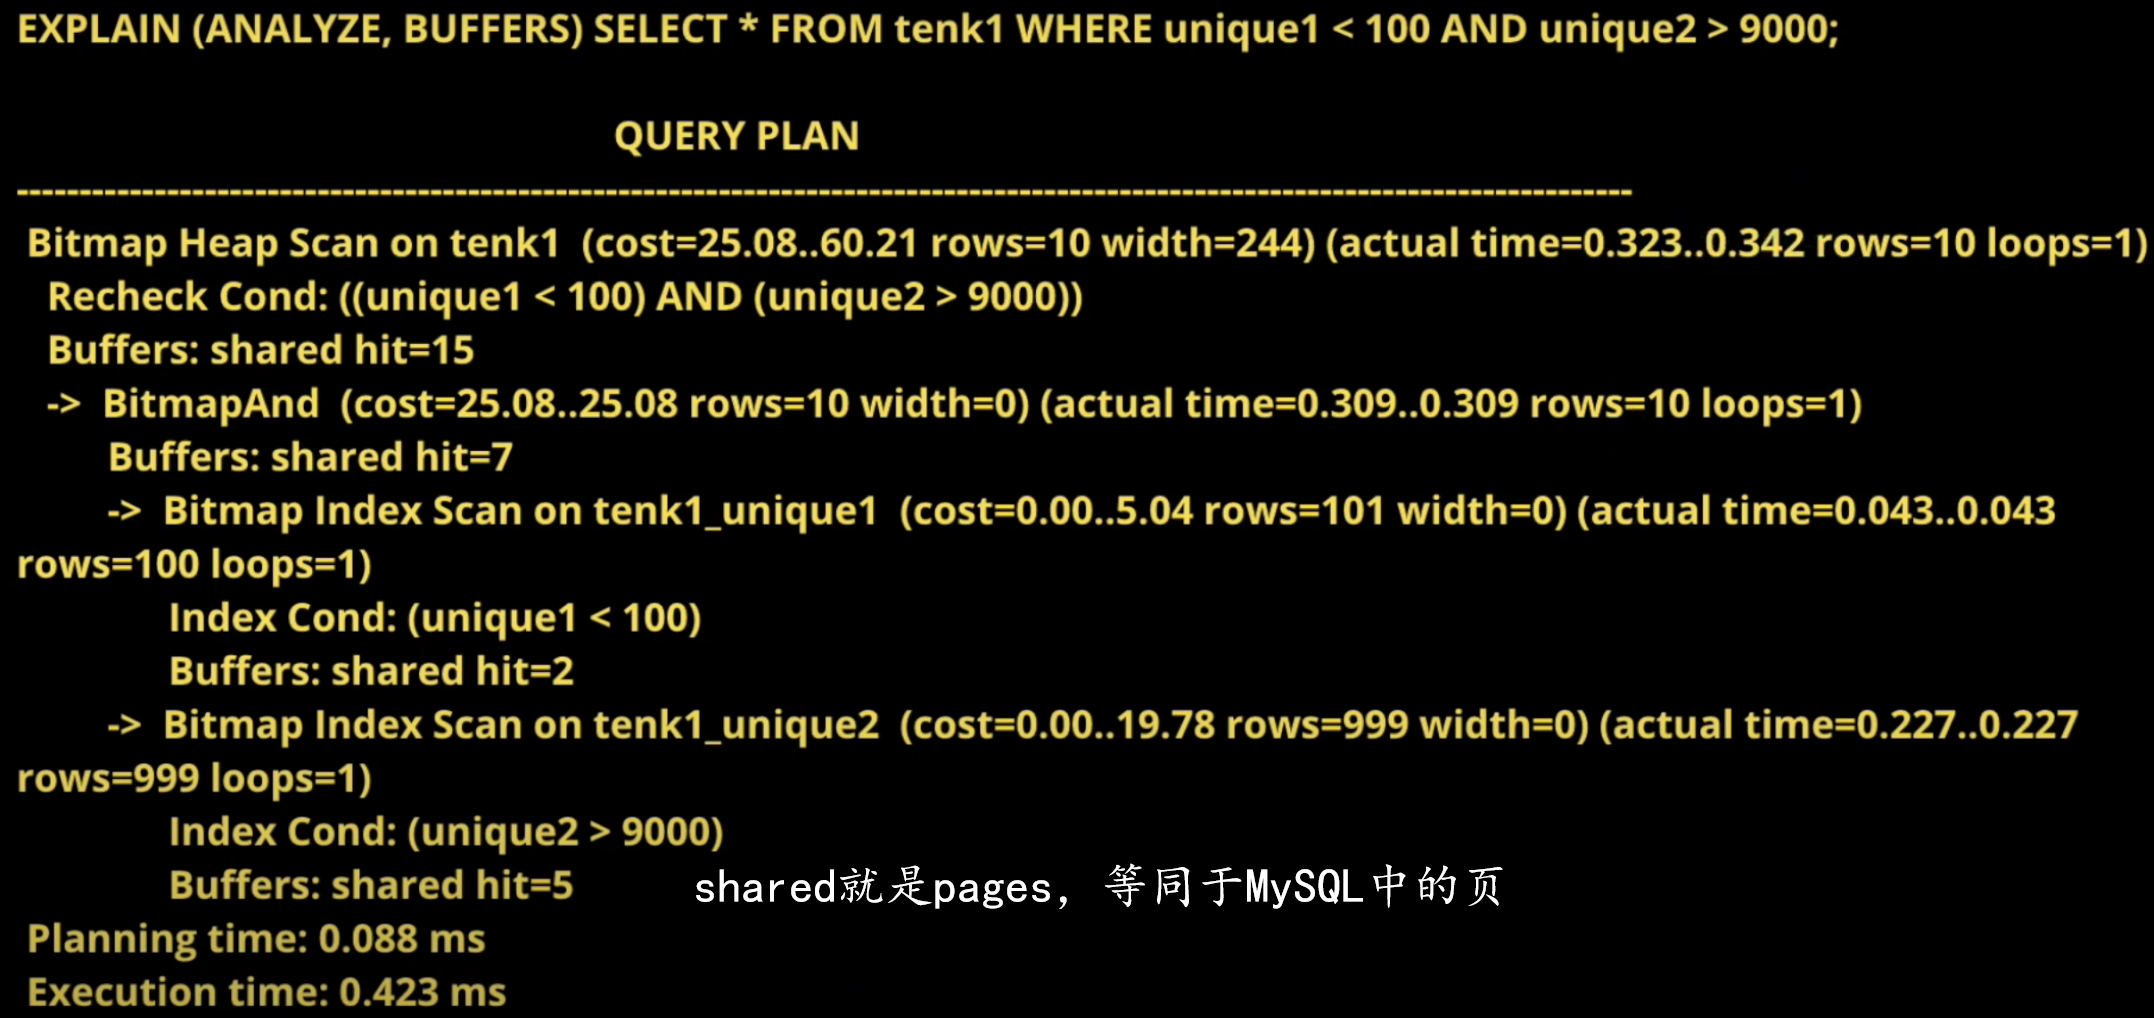 EXPLAIN (ANALYZE, BUFFERS) SELECT * FROM tenk1 WHERE unique1 < 100 AND unique2 > 9000;
QUERY PLAN
---------------------------------------------------------------------------------------------------------------------------------
Bitmap Heap Scan on tenk1 (cost=25.08..60.21 rows=10 width=244) (actual time=0.323..0.342 rows=10 loops=1)
Recheck Cond: ((unique1 < 100) AND (unique2 > 9000))
Buffers: shared hit=15
-> BitmapAnd (cost=25.08..25.08 rows=10 width=0) (actual time=0.309..0.309 rows=10 loops=1)
Buffers: shared hit=7
-> Bitmap Index Scan on tenk1_unique1 (cost=0.00..5.04 rows=101 width=0) (actual time=0.043..0.043
rows=100 loops=1)
Index Cond: (unique1 < 100)
Buffers: shared hit=2
-> Bitmap Index Scan on tenk1_unique2 (cost=0.00..19.78 rows=999 width=0) (actual time=0.227..0.227
rows=999 loops=1)
Index Cond: (unique2 > 9000)
Buffers: shared hit=5
shared就是pages，等同于MySQL中的页
Planning time: 0.088 ms
Execution time: 0.423 ms